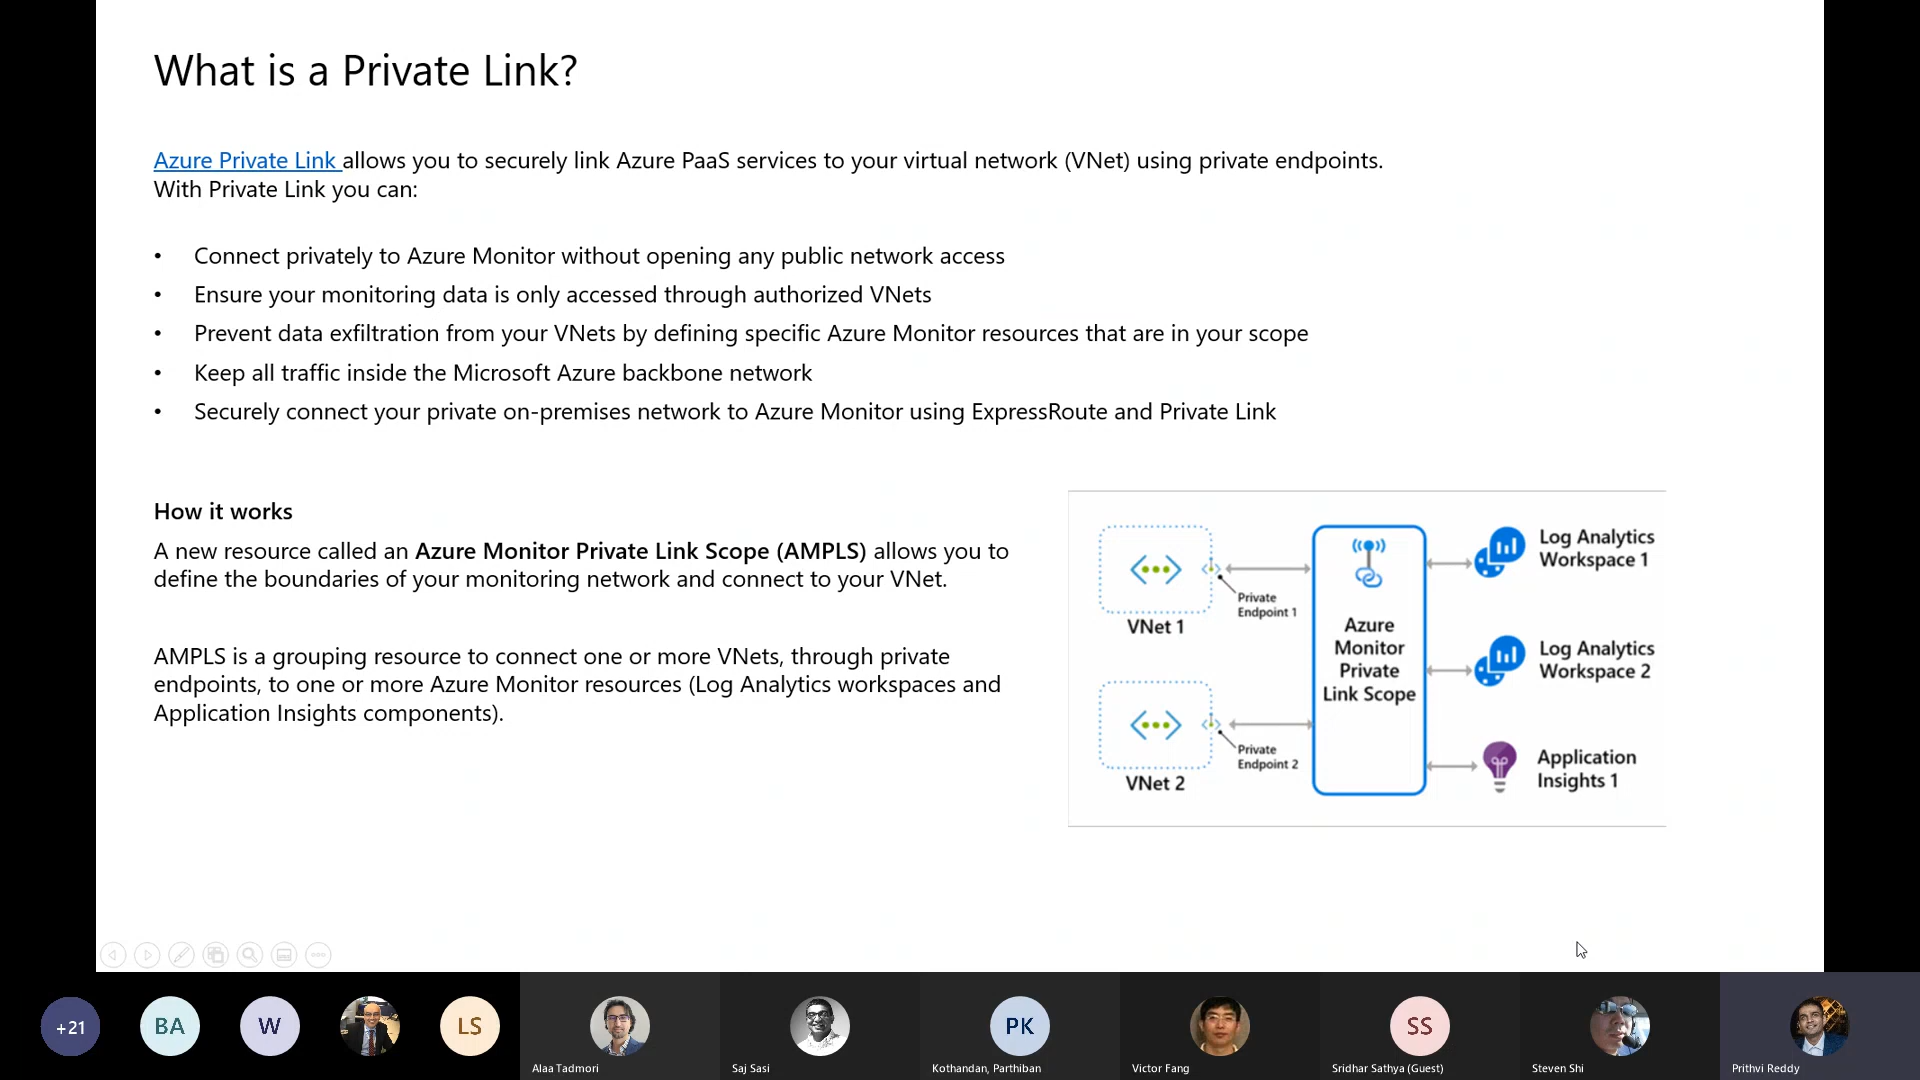 What is a Private Link?
Azure Private Link allows you to securely link Azure PaaS services to your virtual network (VNet) using private endpoints.
With Private Link you can:
• Connect privately to Azure Monitor without opening any public network access
• Ensure your monitoring data is only accessed through authorized VNets
• Prevent data exfiltration from your VNets by defining specific Azure Monitor resources that are in your scope
• Keep all traffic inside the Microsoft Azure backbone network
• Securely connect your private on-premises network to Azure Monitor using ExpressRoute and Private Link
How it works
A new resource called an Azure Monitor Private Link Scope (AMPLS) allows you to
define the boundaries of your monitoring network and connect to your VNet.
AMPLS is a grouping resource to connect one or more VNets, through private
endpoints, to one or more Azure Monitor resources (Log Analytics workspaces and
Application Insights components).
VNet 1
Private
Endpoint 1
VNet 2
Private
Endpoint 2
Azure
Monitor
Private
Link Scope
Log Analytics
Workspace 1
Log Analytics
Workspace 2
Application
Insights 1
+21
BA
W
LS
Alaa Tadmori
Saj Sasi
PK
Kothandan, Parthiban
Victor Fang
SS
Sridhar Sathya (Guest)
Steven Shi
Prithvi Reddy